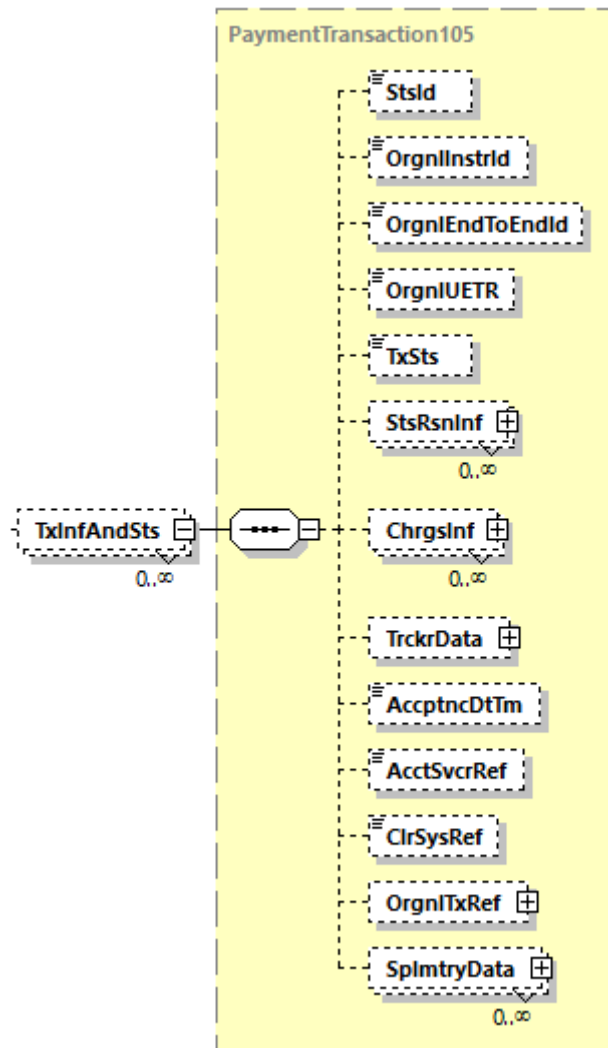 PaymentTransaction105
StsId
OrgnlInstrId
OrgnlEndToEndId
OrgnlUETR
TxSts
StsRsnInf
0..∞
TxInfAndSts
0..∞
ChrgsInf
0..∞
TrckrData
AccptncDtTm
AcctSvcrRef
ClrSysRef
OrgnlTxRef
SplmtryData
0..∞